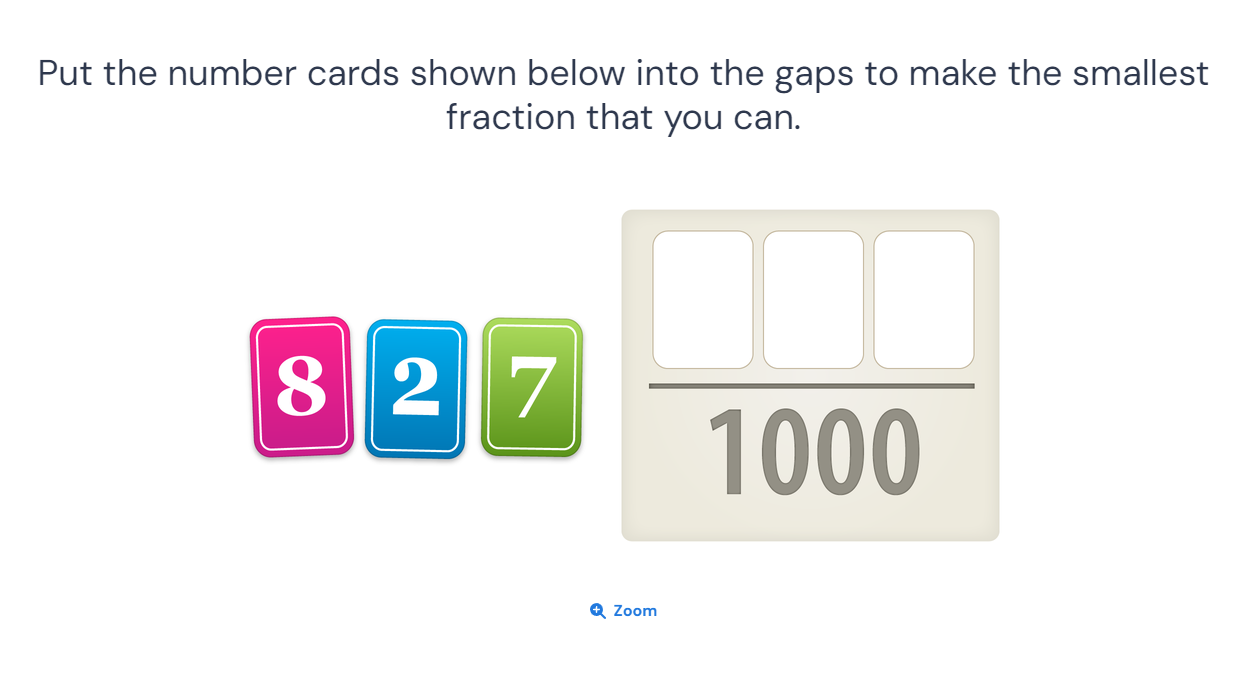 Put the number cards shown below into the gaps to make the smallest
fraction that you can.
8 2 7
1000
Zoom